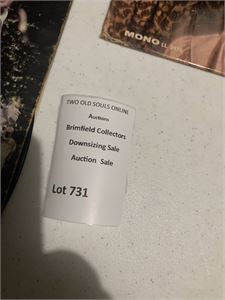 MONO
TWO OLD SOULS ONLINE
Auctions
Brimfield Collectors
Downsizing Sale
Auction Sale
Lot 731